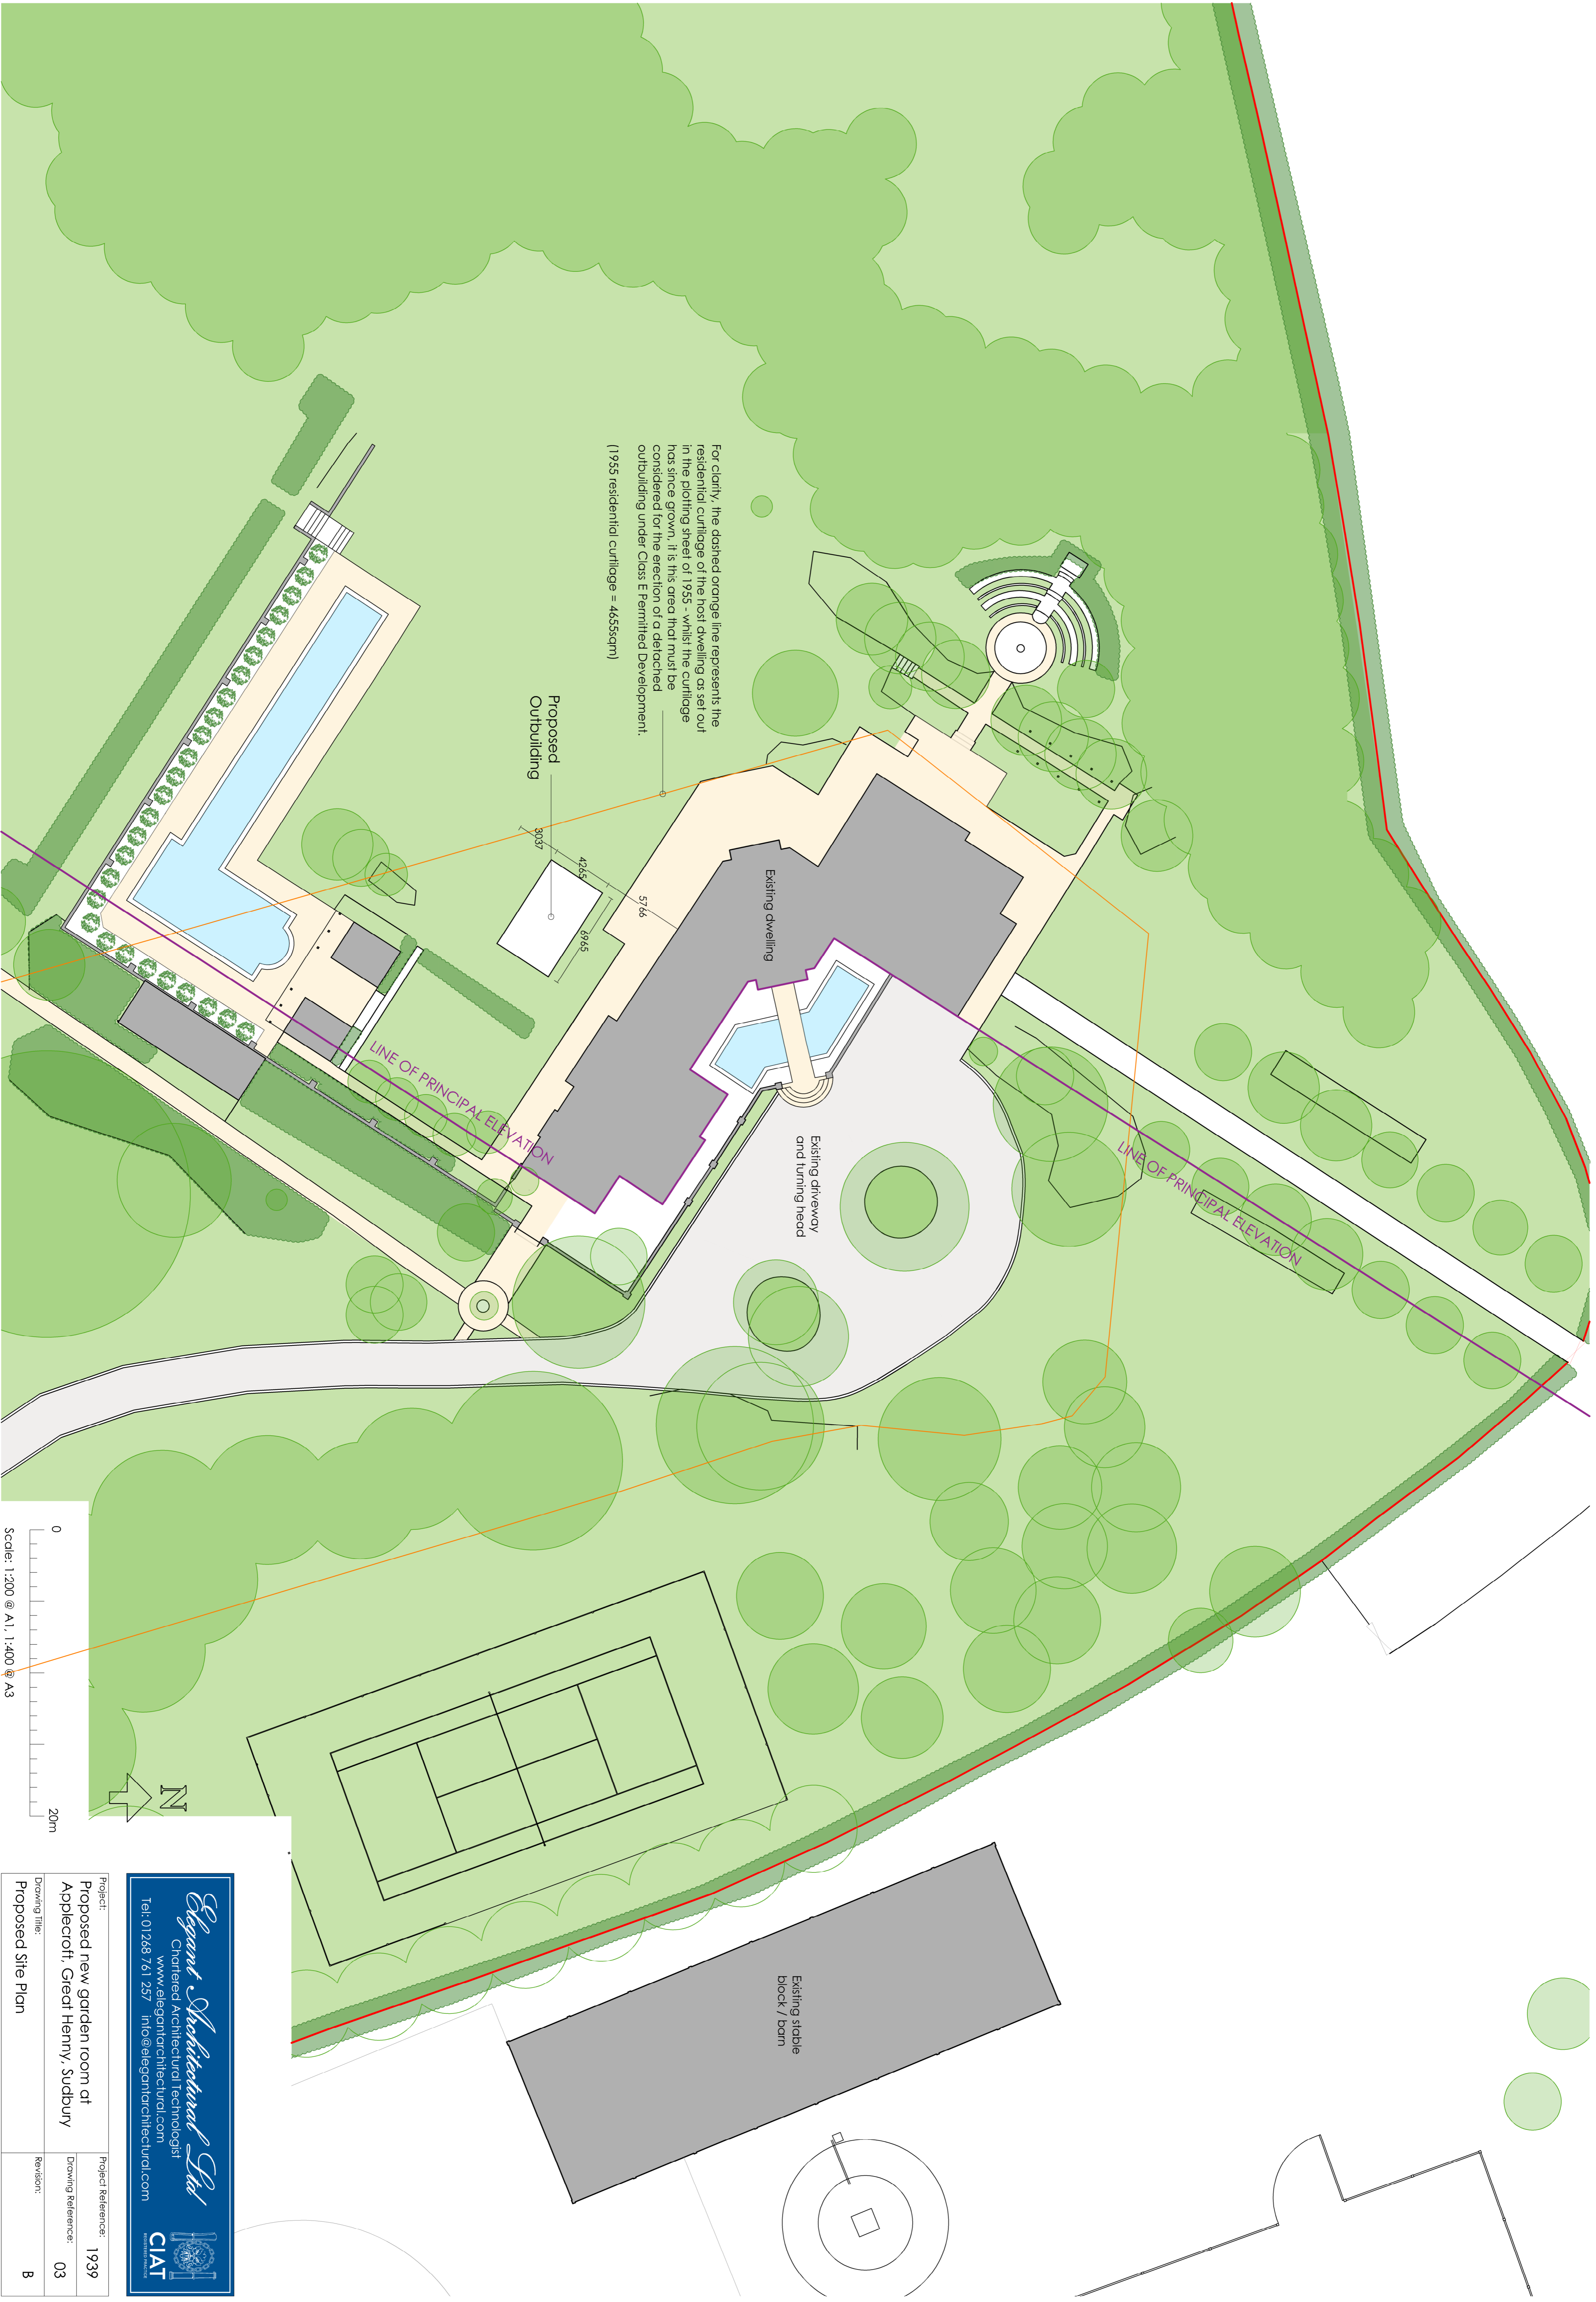 For clarity, the dashed orange line represents the
residential curtilage of the host dwelling as set out
in the plotting sheet of 1955 - whilst the curtilage
has since grown, it is this area that must be
considered for the erection of a detached
outbuilding under Class E Permitted Development.
(1955 residential curtilage = 4655sqm)
Proposed
Outbuilding
3037
4265
5766
6965
Existing dwelling
LINE OF PRINCIPAL ELEVATION
Existing driveway
and turning head
LINE OF PRINCIPAL ELEVATION
Existing stable
block / barn
0
20m
Scale: 1:200 @ A1, 1:400 @ A3
N
Elegant Architectural Ltd
Chartered Architectural Technologist
www.elegantarchitectural.com
Tel: 01268 761 257 info@elegantarchitectural.com
CIAT
REGISTERED PRACTICE
Project:
Proposed new garden room at
Applecroft, Great Henny, Sudbury
Project Reference:
1939
Drawing Reference:
03
Drawing Title:
Proposed Site Plan
Revision:
B